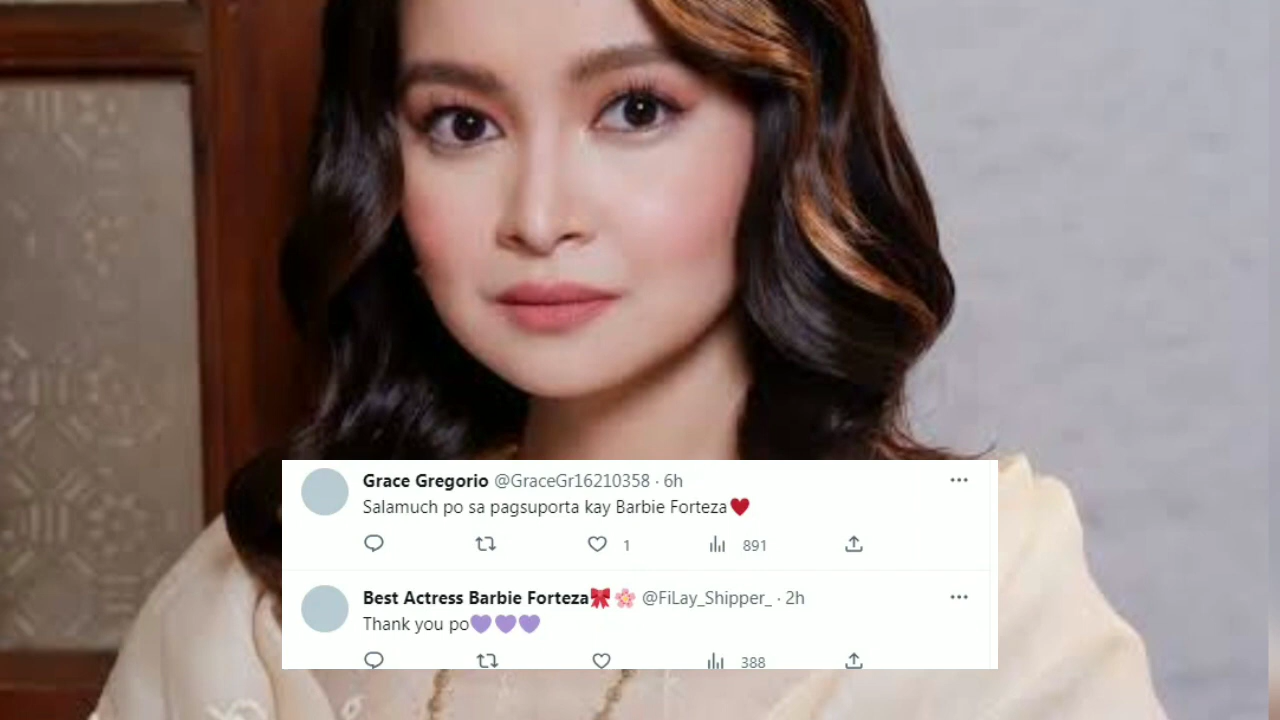 Grace Gregorio @GraceGr16210358 · 6h
Salamuch po sa pagsuporta kay Barbie Forteza❤️
1 891
Best Actress Barbie Forteza🎀🌸 @FiLay_Shipper_ · 2h
Thank you po💜💜💜
388